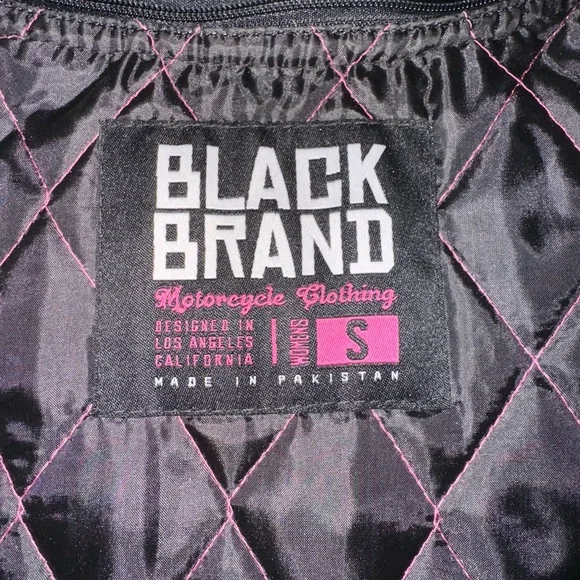 BLACK
BRAND
Motorcycle Clothing
DESIGNED IN
LOS ANGELES
CALIFORNIA
WOMENS
S
MADE IN PAKISTAN